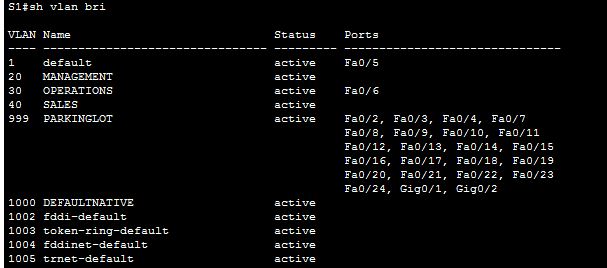 S1#sh vlan bri
VLAN Name                             Status    Ports
---- -------------------------------- --------- -------------------------------
1    default                          active    Fa0/5
20   MANAGEMENT                       active
30   OPERATIONS                       active    Fa0/6
40   SALES                            active
999  PARKINGLOT                       active    Fa0/2, Fa0/3, Fa0/4, Fa0/7
                                                Fa0/8, Fa0/9, Fa0/10, Fa0/11
                                                Fa0/12, Fa0/13, Fa0/14, Fa0/15
                                                Fa0/16, Fa0/17, Fa0/18, Fa0/19
                                                Fa0/20, Fa0/21, Fa0/22, Fa0/23
                                                Fa0/24, Gig0/1, Gig0/2
1000 DEFAULTNATIVE                    active
1002 fddi-default                     active
1003 token-ring-default               active
1004 fddinet-default                  active
1005 trnet-default                    active